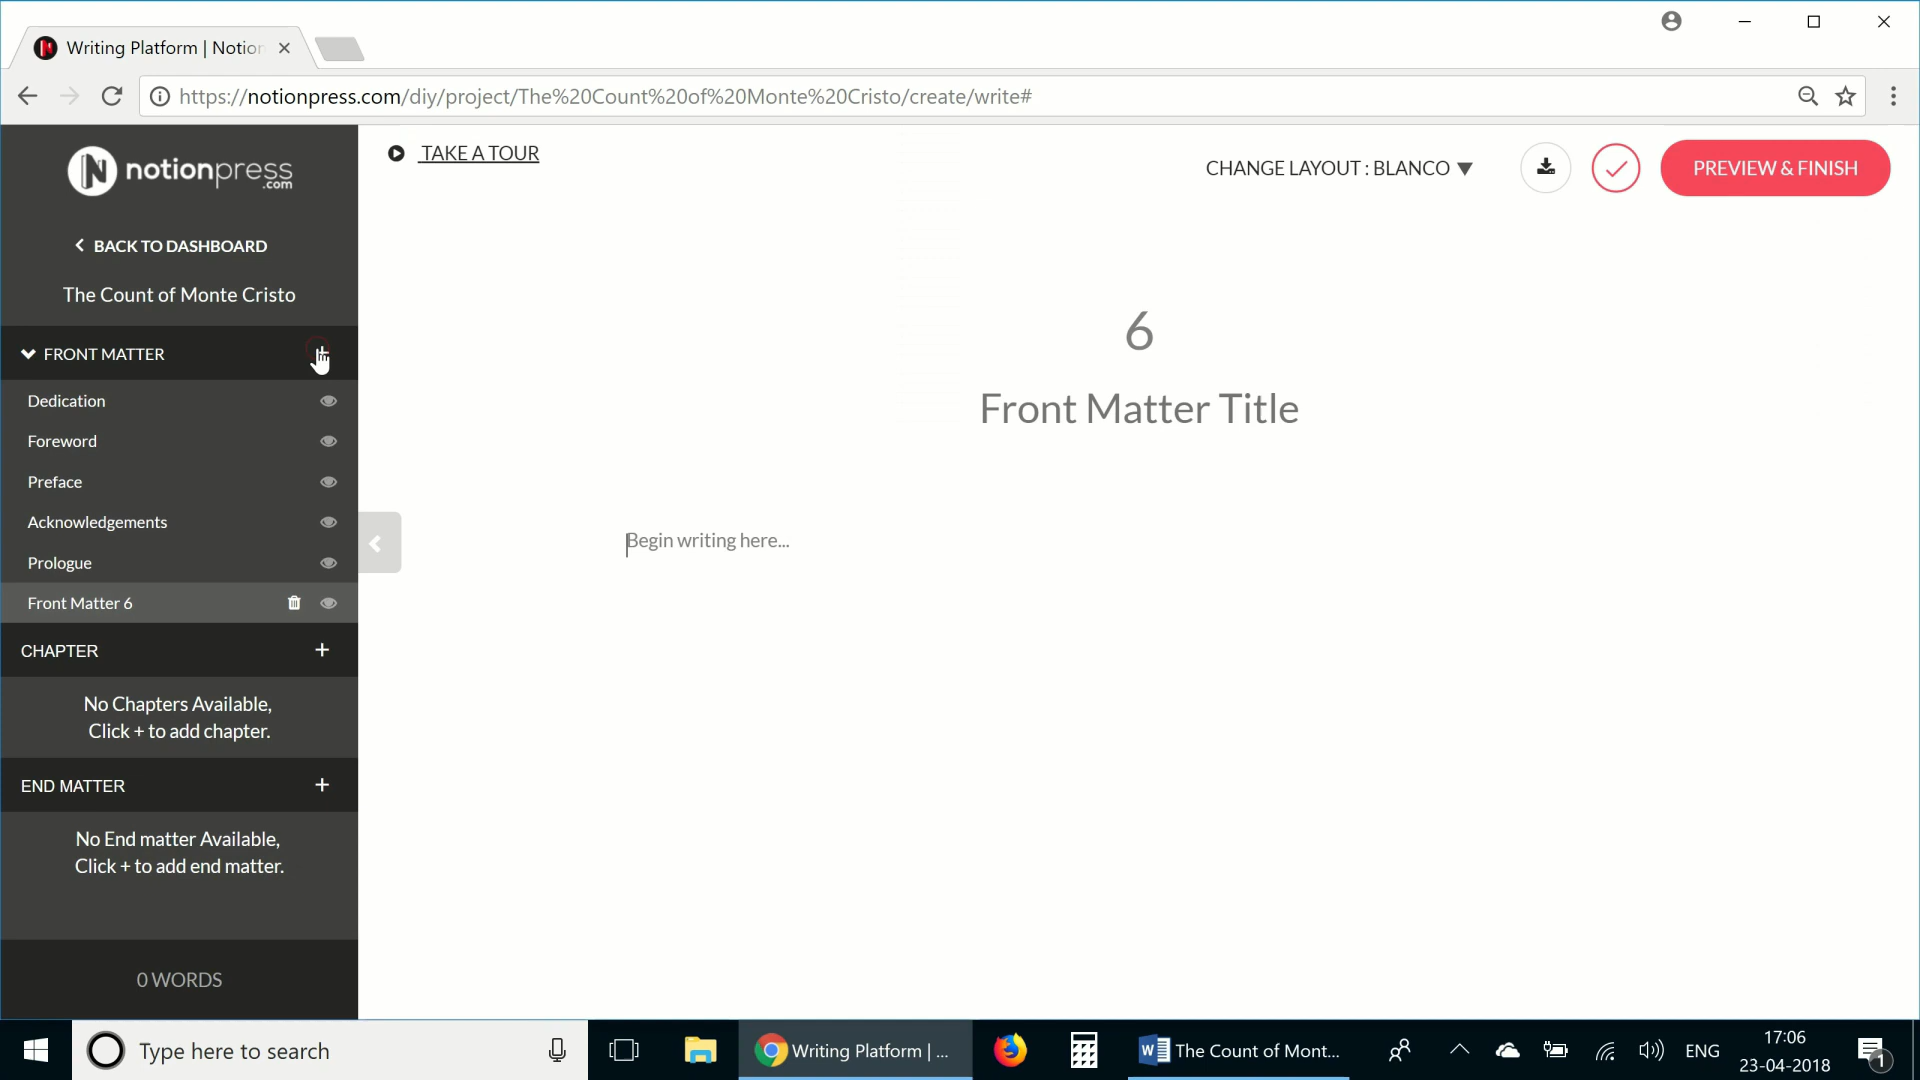 Writing Platform | Notion
https://notionpress.com/diy/project/The%20Count%20of%20Monte%20Cristo/create/write#
notionpress
.com
TAKE A TOUR
CHANGE LAYOUT : BLANCO
PREVIEW & FINISH
BACK TO DASHBOARD
The Count of Monte Cristo
FRONT MATTER
Dedication
Foreword
Preface
Acknowledgements
Prologue
Front Matter 6
CHAPTER +
No Chapters Available,
Click + to add chapter.
END MATTER +
No End matter Available,
Click + to add end matter.
0 WORDS
6
Front Matter Title
Begin writing here...
Type here to search
Writing Platform | ...
The Count of Mont...
ENG
17:06
23-04-2018
1